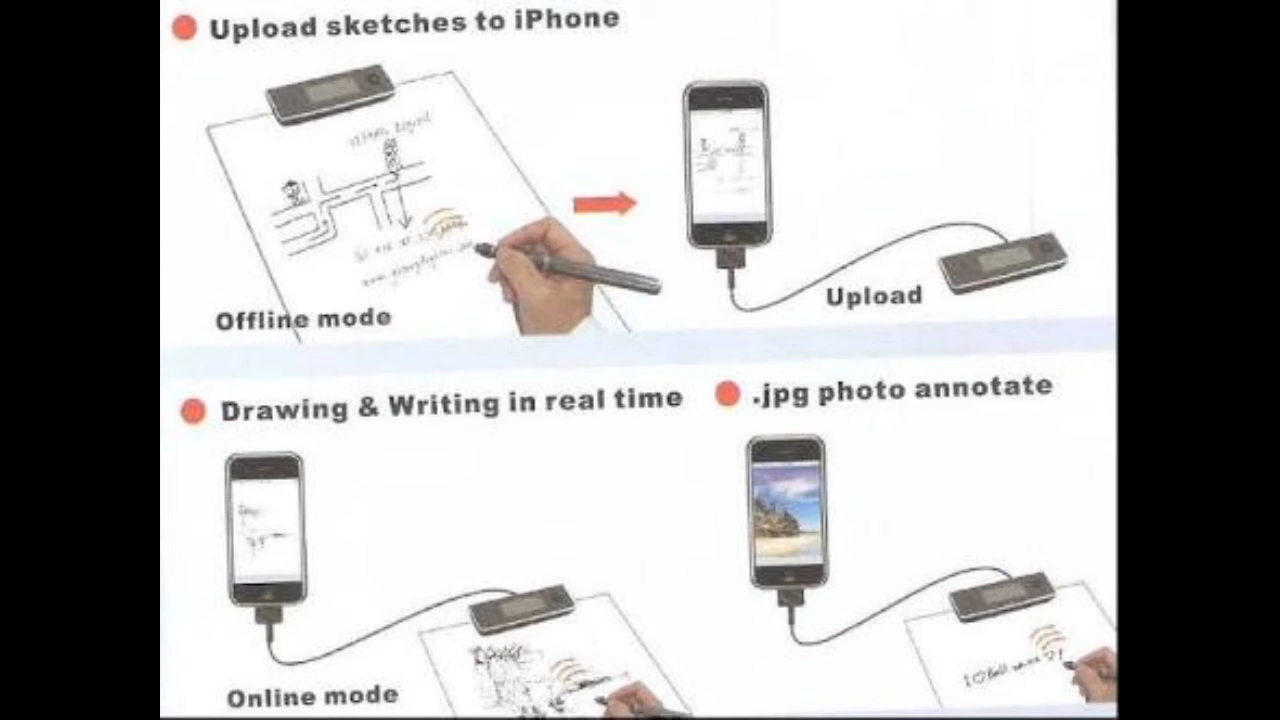 Upload sketches to iPhone
Offline mode
Upload
Drawing & Writing in real time
.jpg photo annotate
Online mode